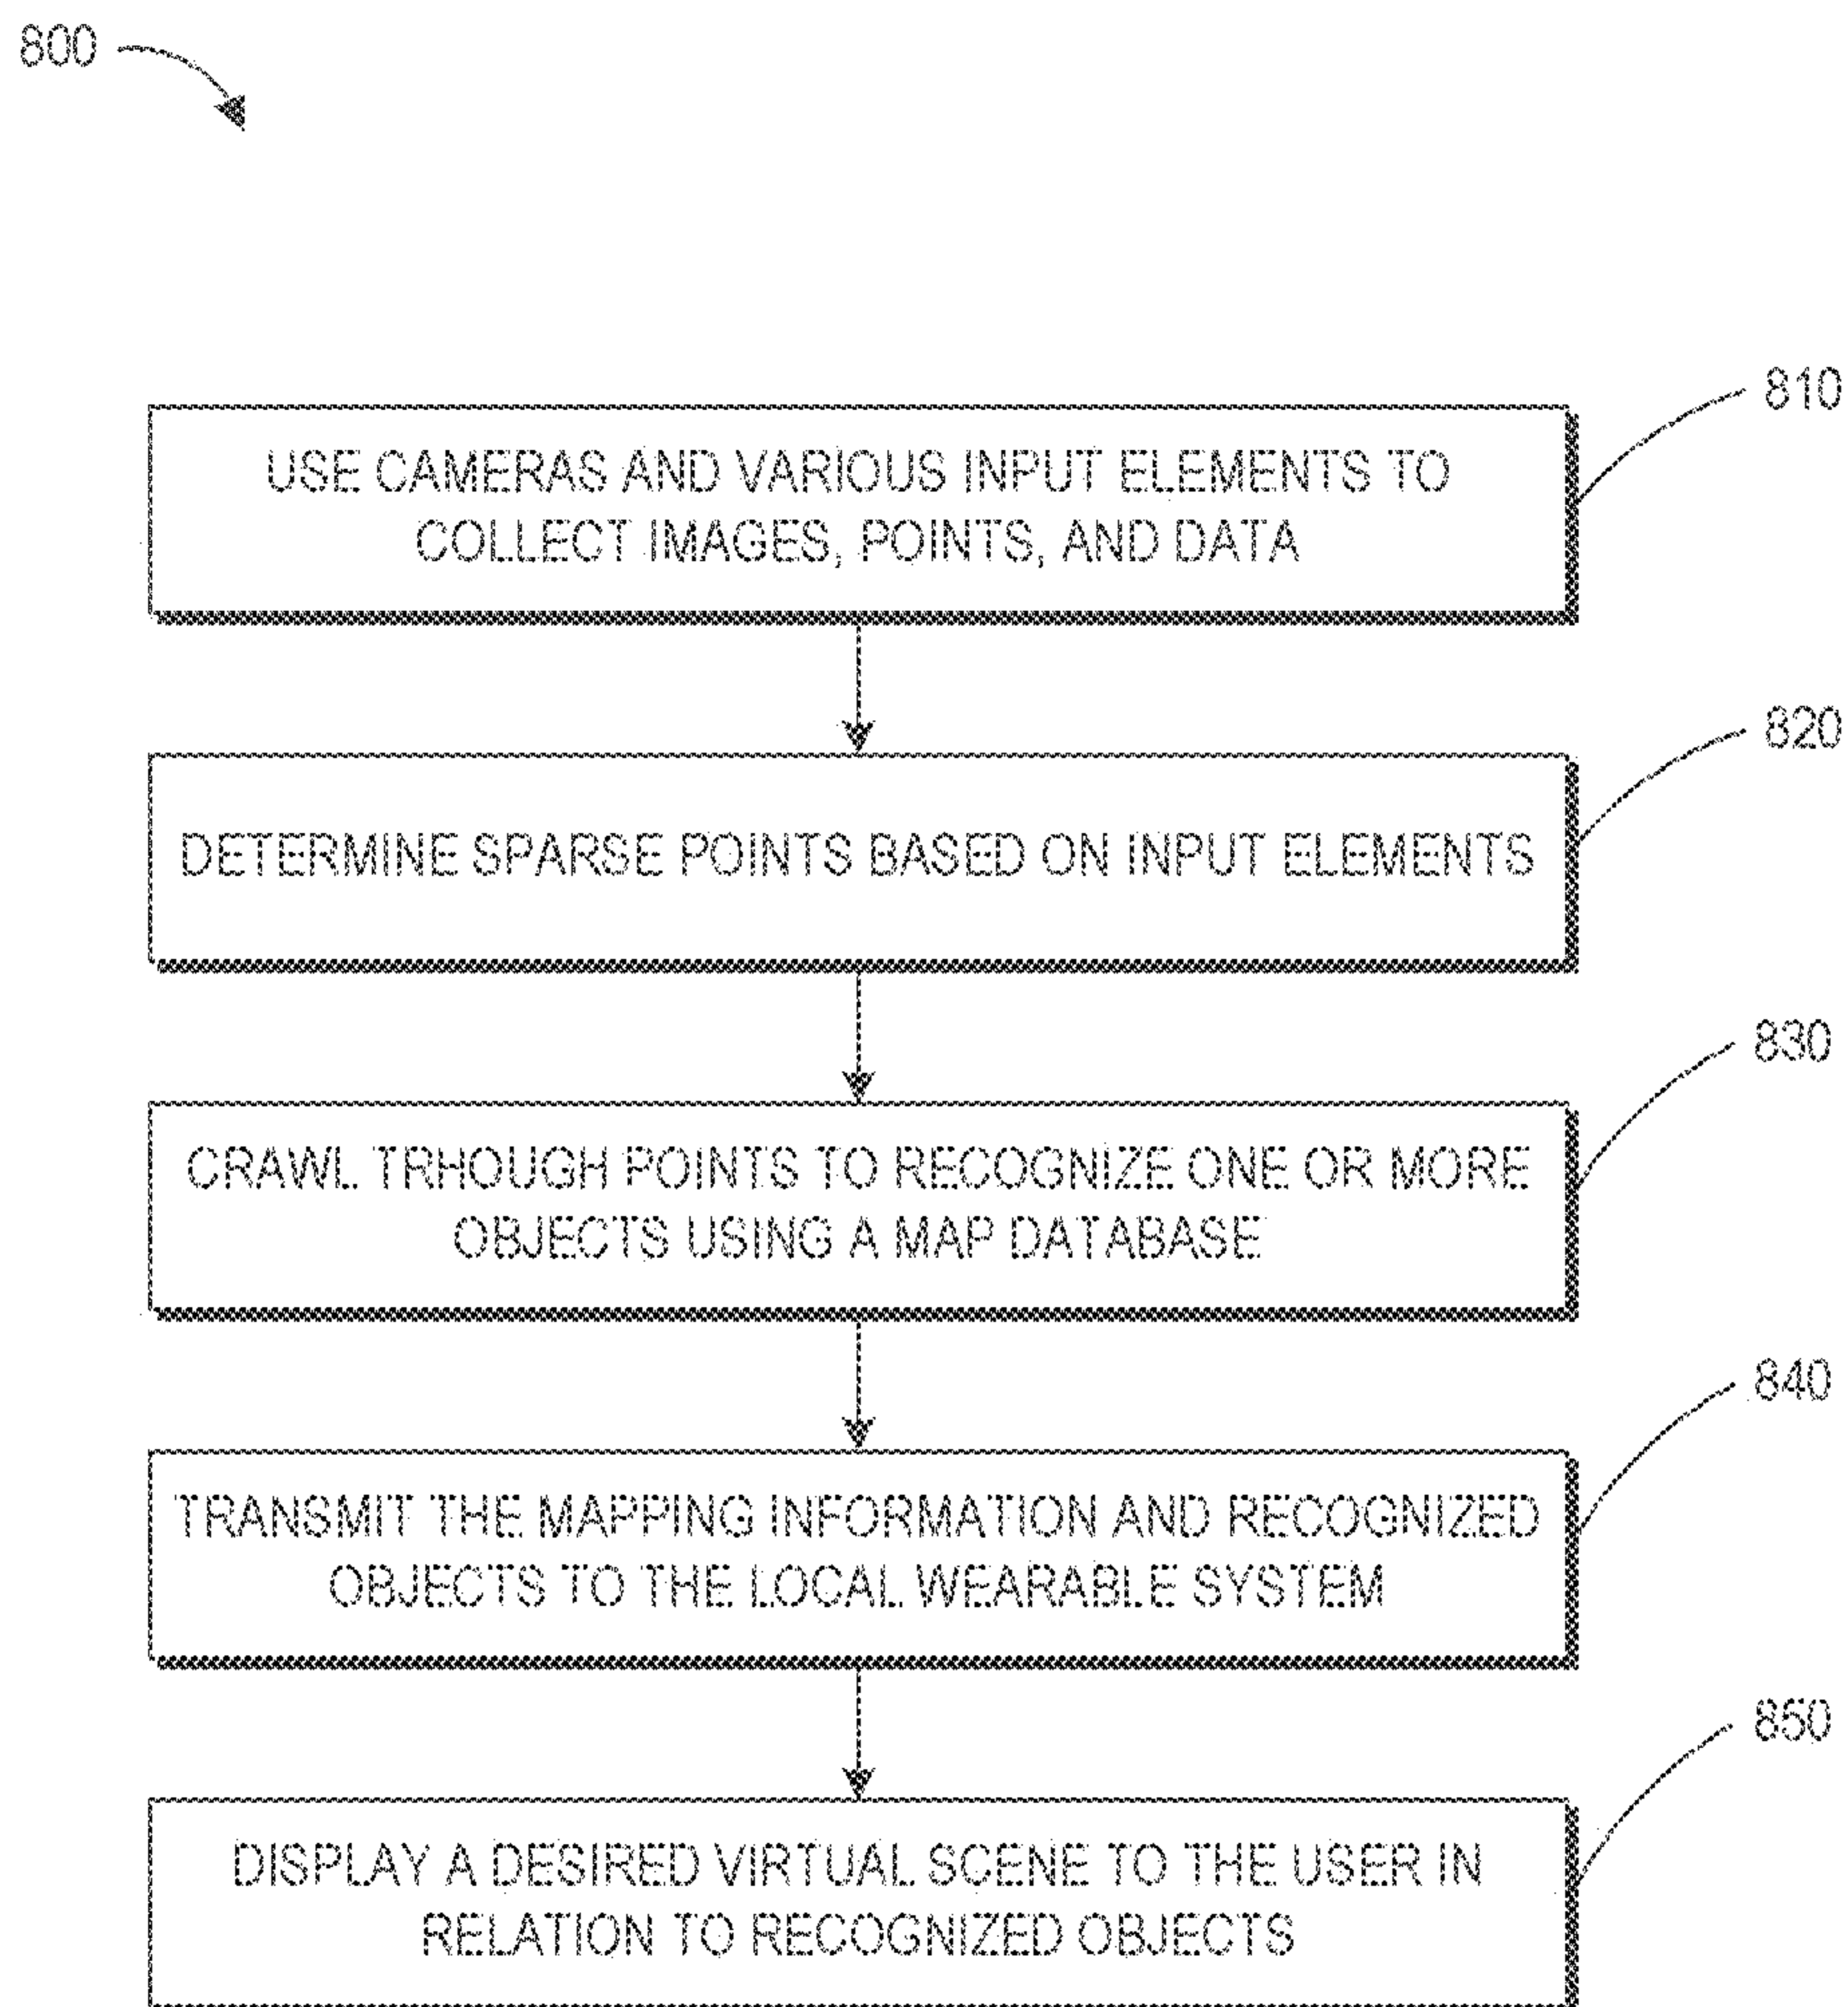 800
810
USE CAMERAS AND VARIOUS INPUT ELEMENTS TO
COLLECT IMAGES, POINTS, AND DATA
820
DETERMINE SPARSE POINTS BASED ON INPUT ELEMENTS
830
CRAWL TRHOUGH POINTS TO RECOGNIZE ONE OR MORE
OBJECTS USING A MAP DATABASE
840
TRANSMIT THE MAPPING INFORMATION AND RECOGNIZED
OBJECTS TO THE LOCAL WEARABLE SYSTEM
850
DISPLAY A DESIRED VIRTUAL SCENE TO THE USER IN
RELATION TO RECOGNIZED OBJECTS